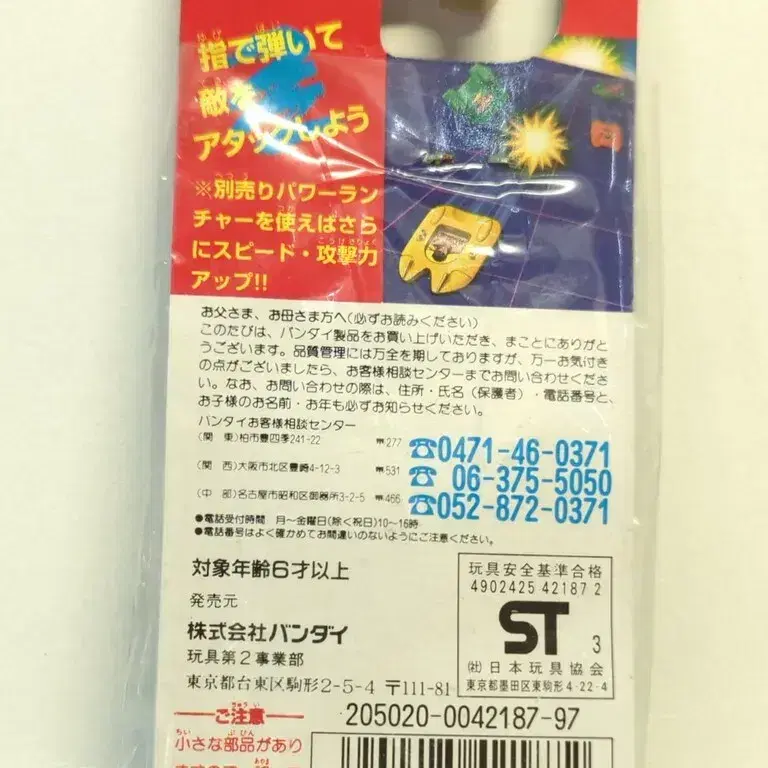 指で弾いて
敵を
アタックしよう
※別売りパワーラン
チャーを使えばさら
にスピード・攻撃力
アップ!!
お父さま、お母さま方へ(必ずお読みください)
このたびは、バンダイ製品をお買い上げいただき、まことにありがと
うございます。品質管理には万全を期しておりますが、万一お気付き
の点がございましたら、お客様相談センターまでお問い合わせくださ
い。なお、お問い合わせの際は、住所・氏名(保護者)・電話番号と、
お子様のお名前・お年も必ずお知らせください。
バンダイお客様相談センター
(関 東)柏市豊四季241-22 〒277 ☎0471-46-0371
(関 西)大阪市北区豊崎4-12-3 〒531 ☎06-375-5050
(中 部)名古屋市昭和区御器所3-2-5 〒466 ☎052-872-0371
●電話受付時間 月~金曜日(除く祝日)10~16時
●電話番号はよく確かめてお間違いのないようにご注意ください。
対象年齢6才以上
発売元
株式会社バンダイ
玩具第2事業部
東京都台東区駒形2-5-4 〒111-81
玩具安全基準合格
4902425 42187 2
ST 3
(社)日本玩具協会
東京都墨田区東駒形4-22-4
ご注意
205020-0042187-97
小さな部品があり